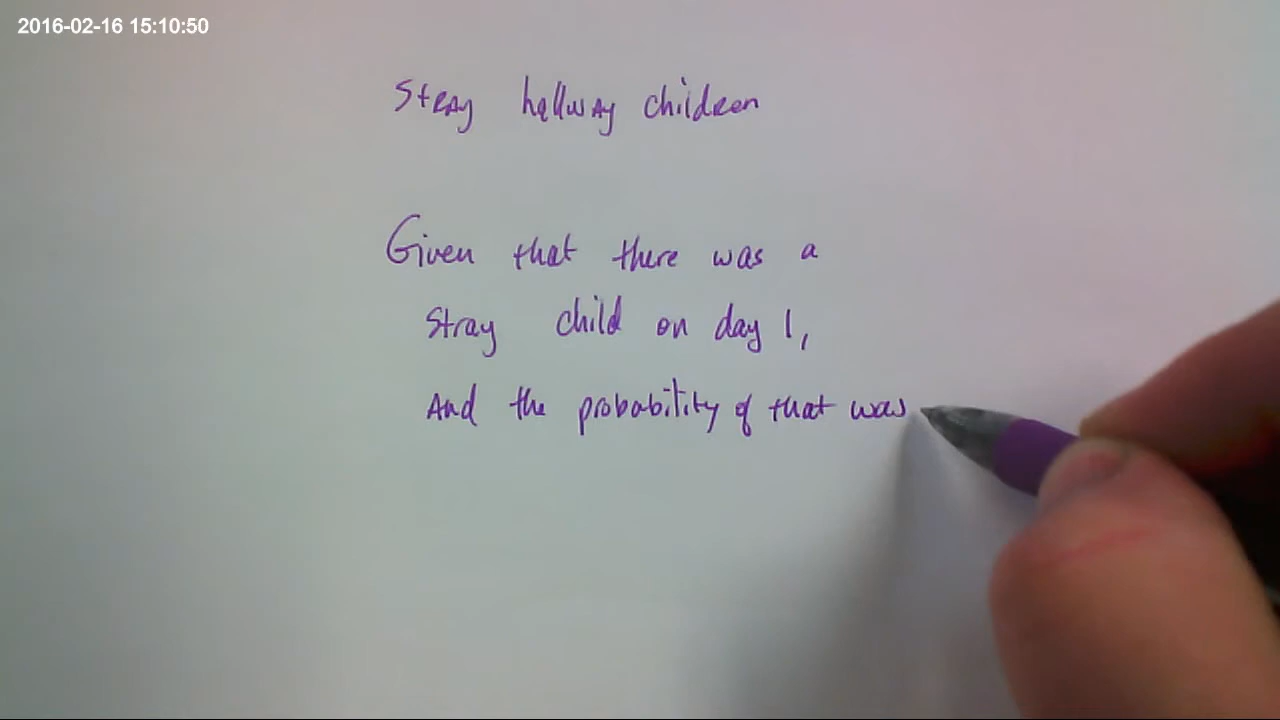 2016-02-16 15:10:50
Stray hallway children
Given that there was a
stray child on day 1,
And the probability of that was